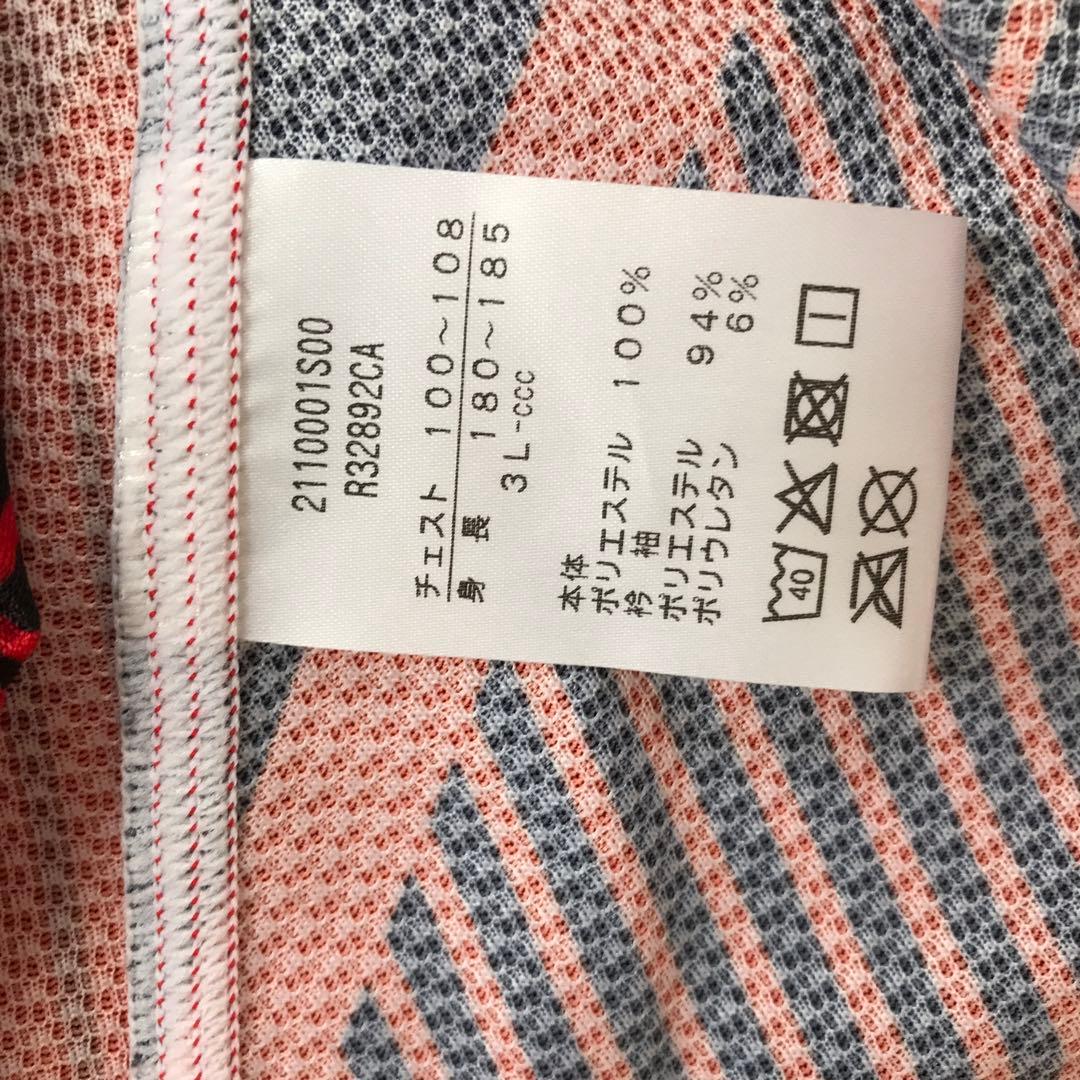 2110001S00
R32892CA
チェスト 100～108
身 長 180～185
3L-CCC
本体
ポリエステル 100%
衿 袖
ポリエステル 94%
ポリウレタン 6%
40